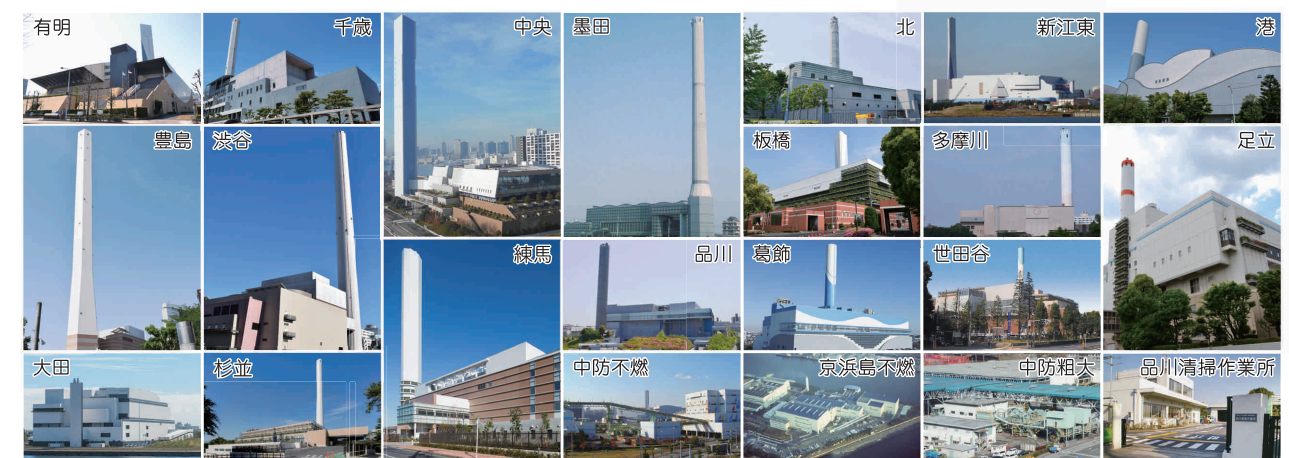 有明
千歳
中央
墨田
北
新江東
港
豊島
渋谷
板橋
多摩川
足立
練馬
品川
葛飾
世田谷
大田
杉並
中防不燃
京浜島不燃
中防粗大
品川清掃作業所